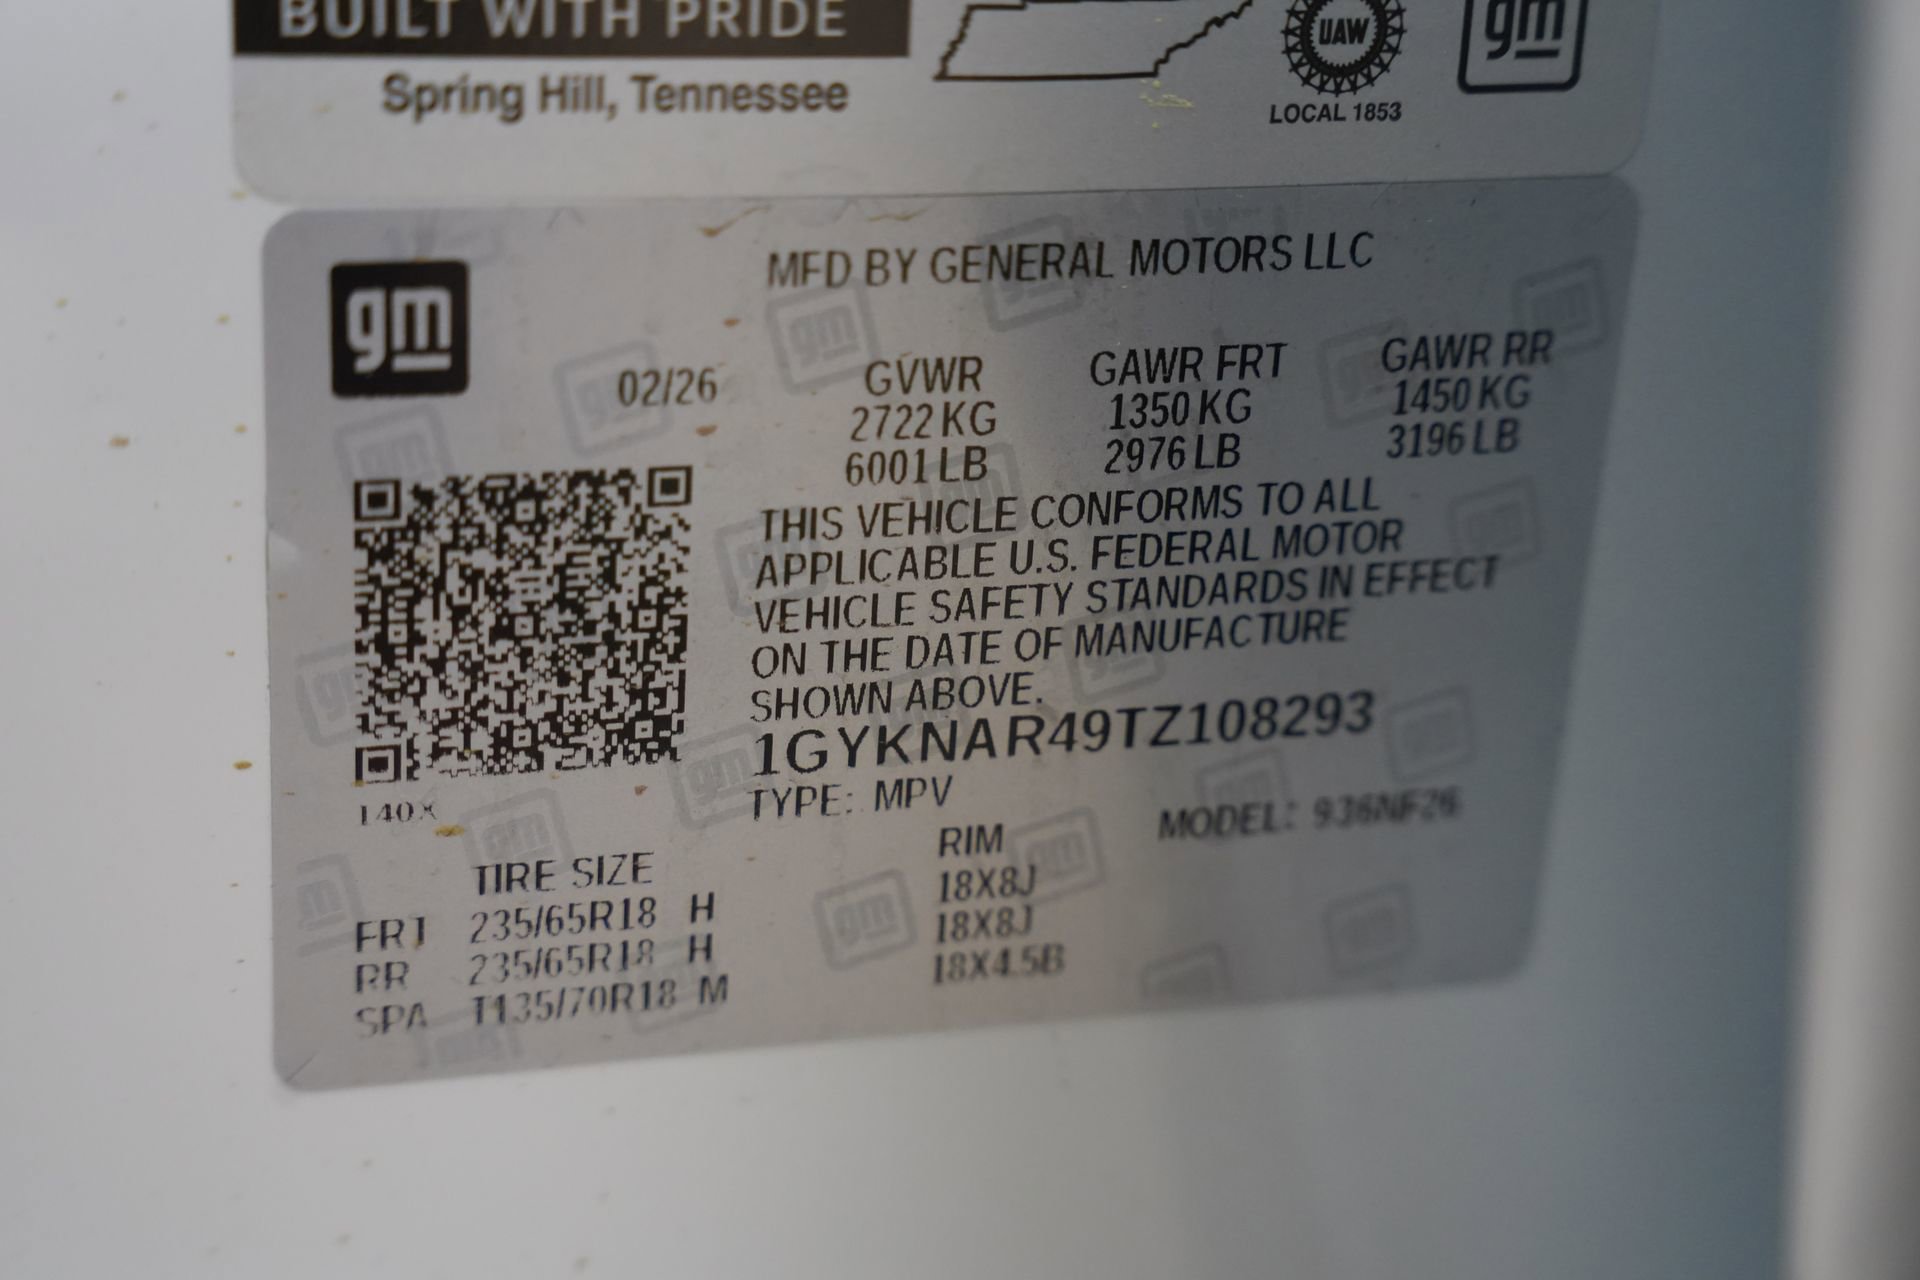 BUILT WITH PRIDE
Spring Hill, Tennessee
UAW
LOCAL 1853
gm
gm
MFD BY GENERAL MOTORS LLC
02/26 GVWR GAWR FRT GAWR RR
2722 KG 1350 KG 1450 KG
6001 LB 2976 LB 3196 LB
THIS VEHICLE CONFORMS TO ALL
APPLICABLE U.S. FEDERAL MOTOR
VEHICLE SAFETY STANDARDS IN EFFECT
ON THE DATE OF MANUFACTURE
SHOWN ABOVE.
1GYKNAR49TZ108293
140X
TYPE: MPV MODEL: 936NF26
TIRE SIZE RIM
FRT 235/65R18 H 18X8J
RR 235/65R18 H 18X8J
SPA T135/70R18 M 18X4.5B